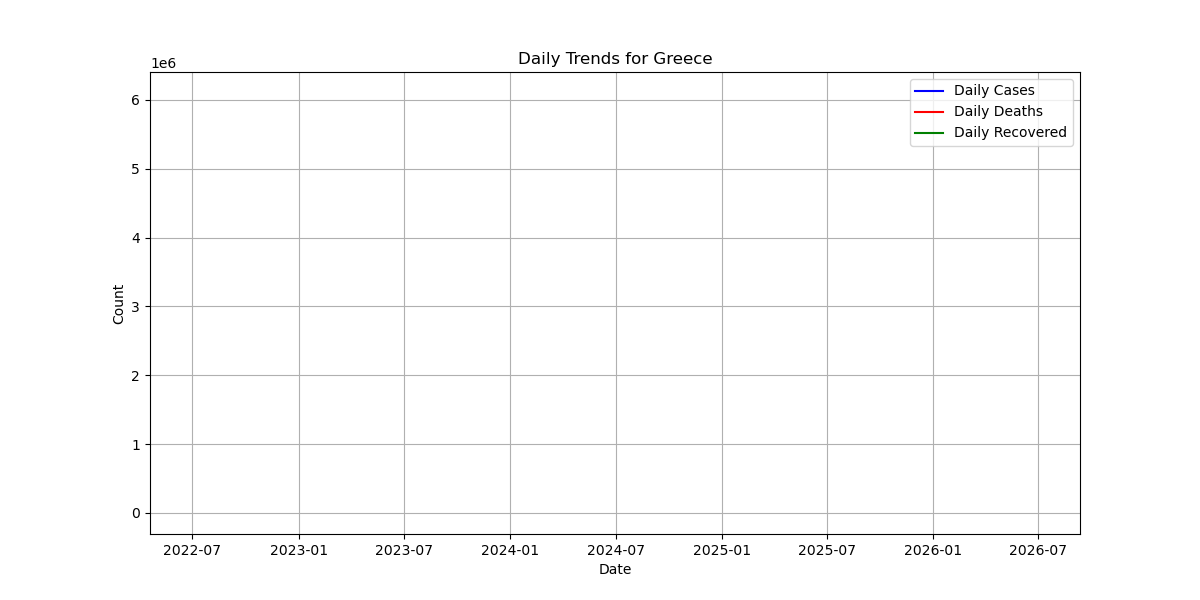 Daily Trends for Greece
1e6
Daily Cases
Daily Deaths
Daily Recovered
6
5
4
3
2
1
0
Count
2022-07 2023-01 2023-07 2024-01 2024-07 2025-01 2025-07 2026-01 2026-07
Date